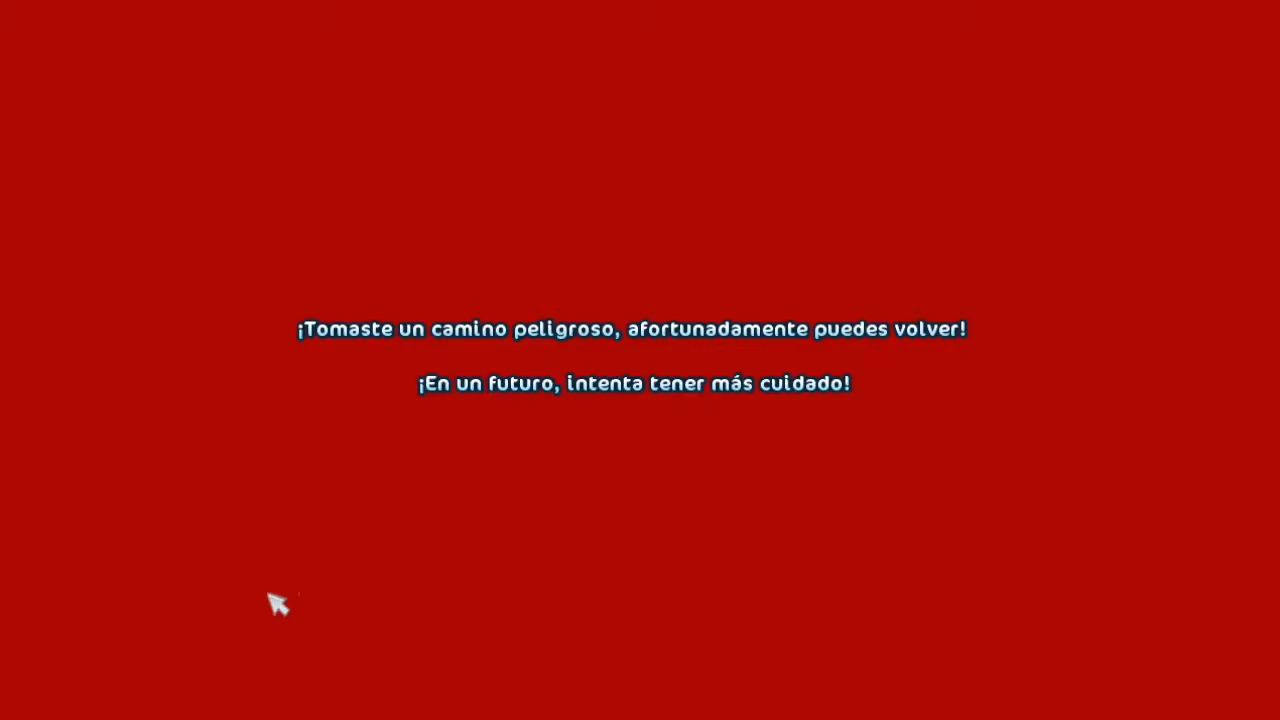 ¡Tomaste un camino peligroso, afortunadamente puedes volver!
¡En un futuro, intenta tener más cuidado!